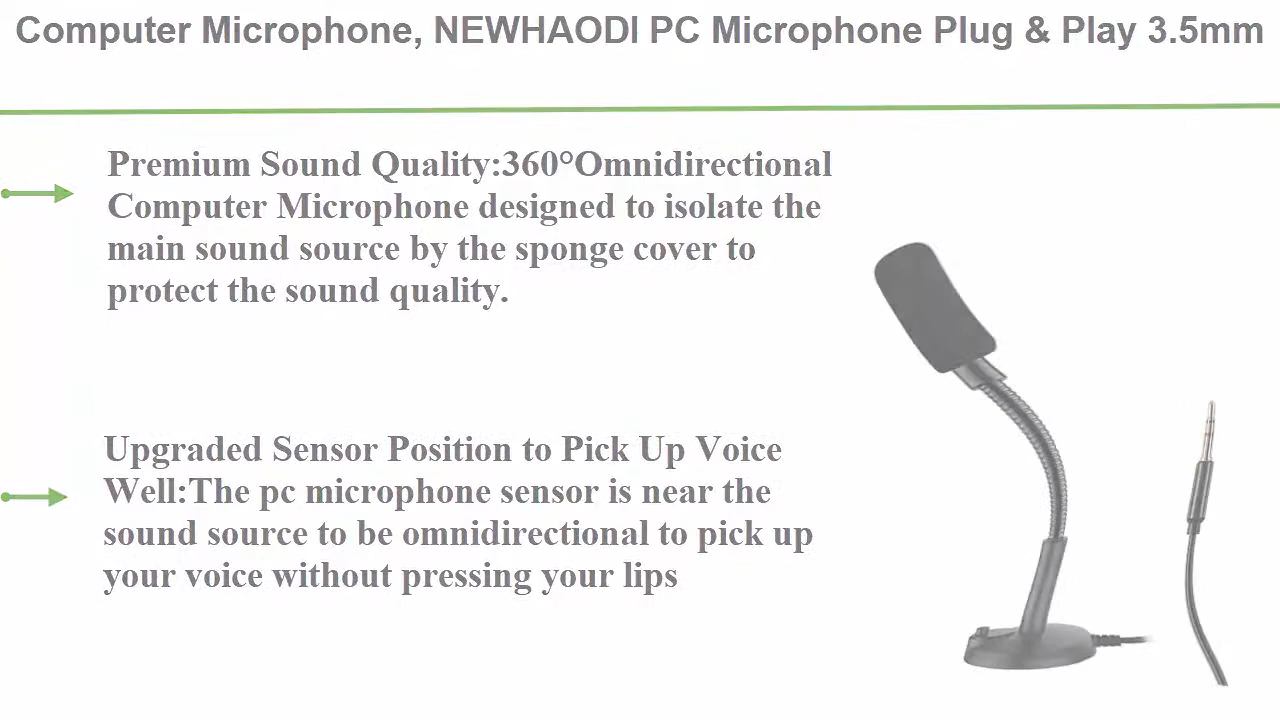 Computer Microphone, NEWHAODI PC Microphone Plug & Play 3.5mm
Premium Sound Quality:360°Omnidirectional
Computer Microphone designed to isolate the
main sound source by the sponge cover to
protect the sound quality.
Upgraded Sensor Position to Pick Up Voice
Well:The pc microphone sensor is near the
sound source to be omnidirectional to pick up
your voice without pressing your lips